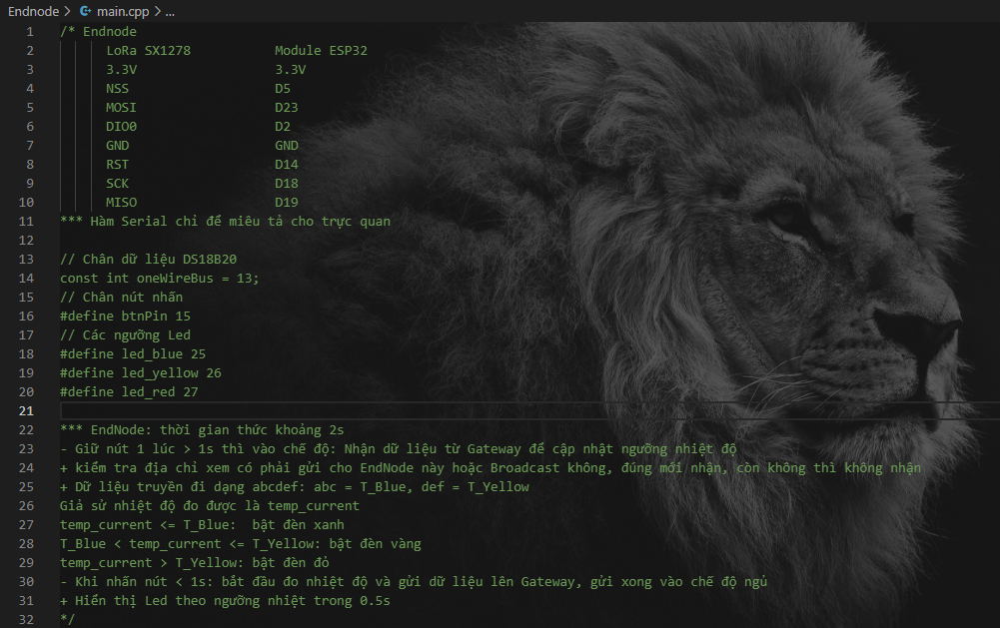 Endnode > main.cpp > ...
1 /* Endnode
2 LoRa SX1278 Module ESP32
3 3.3V 3.3V
4 NSS D5
5 MOSI D23
6 DIO0 D2
7 GND GND
8 RST D14
9 SCK D18
10 MISO D19
11 *** Hàm Serial chỉ để miêu tả cho trực quan
12
13 // Chân dữ liệu DS18B20
14 const int oneWireBus = 13;
15 // Chân nút nhấn
16 #define btnPin 15
17 // Các ngưỡng Led
18 #define led_blue 25
19 #define led_yellow 26
20 #define led_red 27
21
22 *** EndNode: thời gian thức khoảng 2s
23 - Giữ nút 1 lúc > 1s thì vào chế độ: Nhận dữ liệu từ Gateway để cập nhật ngưỡng nhiệt độ
24 + kiểm tra địa chỉ xem có phải gửi cho EndNode này hoặc Broadcast không, đúng mới nhận, còn không thì không nhận
25 + Dữ liệu truyền đi dạng abcdef: abc = T_Blue, def = T_Yellow
26 Giả sử nhiệt độ đo được là temp_current
27 temp_current <= T_Blue: bật đèn xanh
28 T_Blue < temp_current <= T_Yellow: bật đèn vàng
29 temp_current > T_Yellow: bật đèn đỏ
30 - Khi nhấn nút < 1s: bắt đầu đo nhiệt độ và gửi dữ liệu lên Gateway, gửi xong vào chế độ ngủ
31 + Hiển thị Led theo ngưỡng nhiệt trong 0.5s
32 */